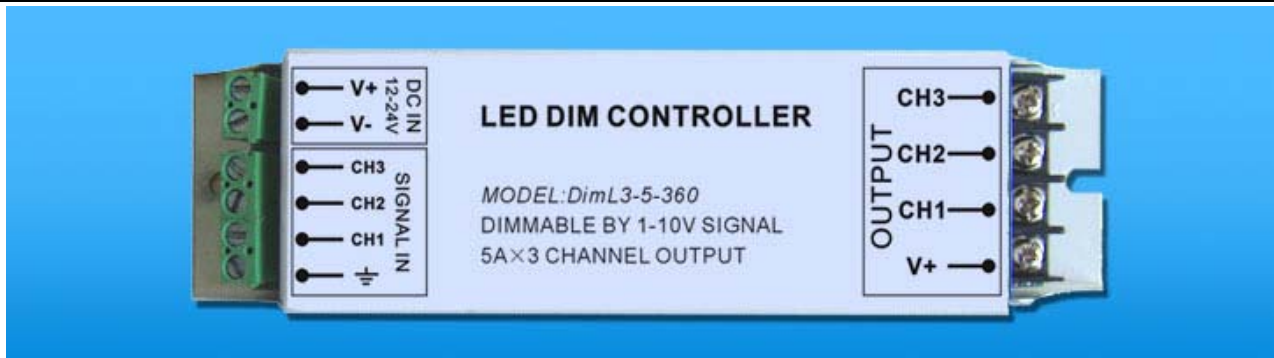 V+
V-
DC IN
12-24V
CH3
CH2
CH1
SIGNAL IN
LED DIM CONTROLLER
MODEL:DimL3-5-360
DIMMABLE BY 1-10V SIGNAL
5A×3 CHANNEL OUTPUT
OUTPUT
CH3
CH2
CH1
V+